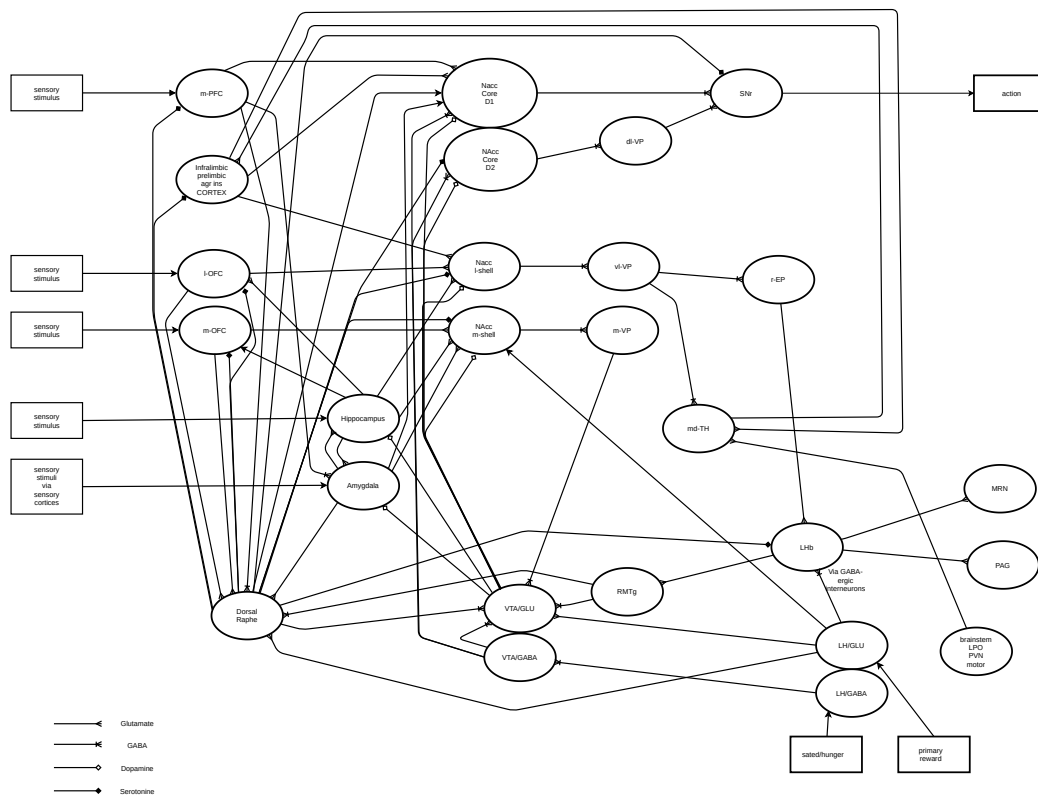 sensory
stimulus
m-PFC
Nacc
Core
D1
SNr
action
dl-VP
NAcc
Core
D2
Infralimbic
prelimbic
agr ins
CORTEX
sensory
stimulus
l-OFC
Nacc
l-shell
vl-VP
r-EP
sensory
stimulus
m-OFC
NAcc
m-shell
m-VP
sensory
stimulus
Hippocampus
md-TH
sensory
stimuli
via
sensory
cortices
Amygdala
MRN
LHb
PAG
Via GABA-
ergic
interneurons
RMTg
Dorsal
Raphe
VTA/GLU
VTA/GABA
LH/GLU
LH/GABA
brainstem
LPO
PVN
motor
sated/hunger
primary
reward
Glutamate
GABA
Dopamine
Serotonine